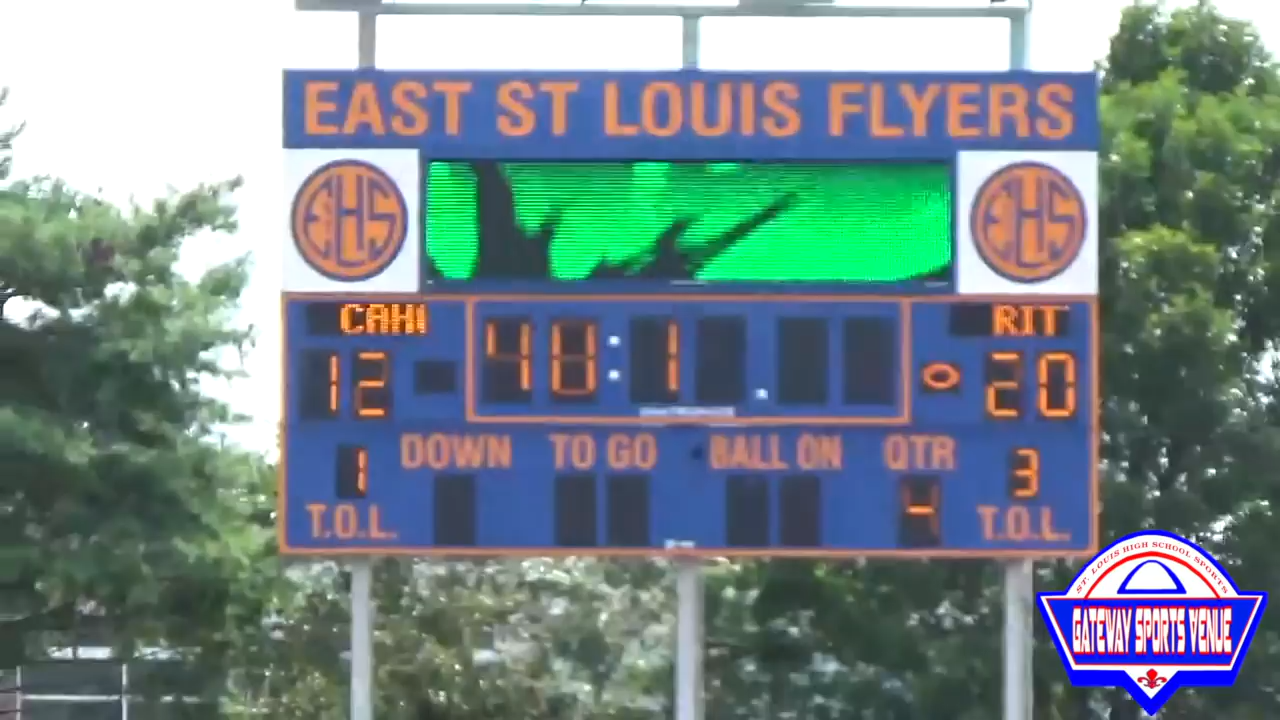 EAST ST LOUIS FLYERS
EHS
EHS
CAHI
RIT
12
40:1
20
DOWN
TO GO
BALL ON
QTR
1
4
3
T.O.L.
T.O.L.
ST. LOUIS HIGH SCHOOL SPORTS
GATEWAY SPORTS VENUE